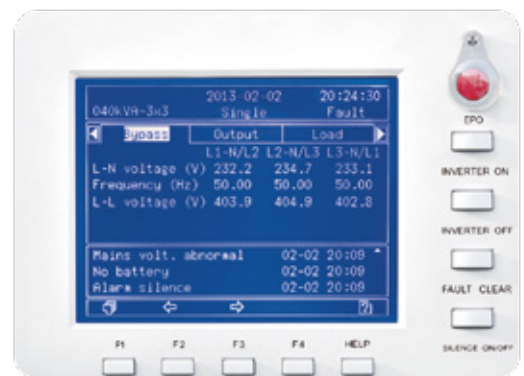 2013-02-02 20:24:30
040kVA-3x3 Single Fault
Bypass Output Load
L1-N/L2 L2-N/L3 L3-N/L1
L-N voltage (V) 232.2 234.7 233.1
Frequency (Hz) 50.00 50.00 50.00
L-L voltage (V) 403.9 404.9 402.8
Mains volt. abnormal 02-02 20:09
No battery 02-02 20:09
Alarm silence 02-02 20:09
EPO
INVERTER ON
INVERTER OFF
FAULT CLEAR
SILENCE ON/OFF
F1 F2 F3 F4 HELP